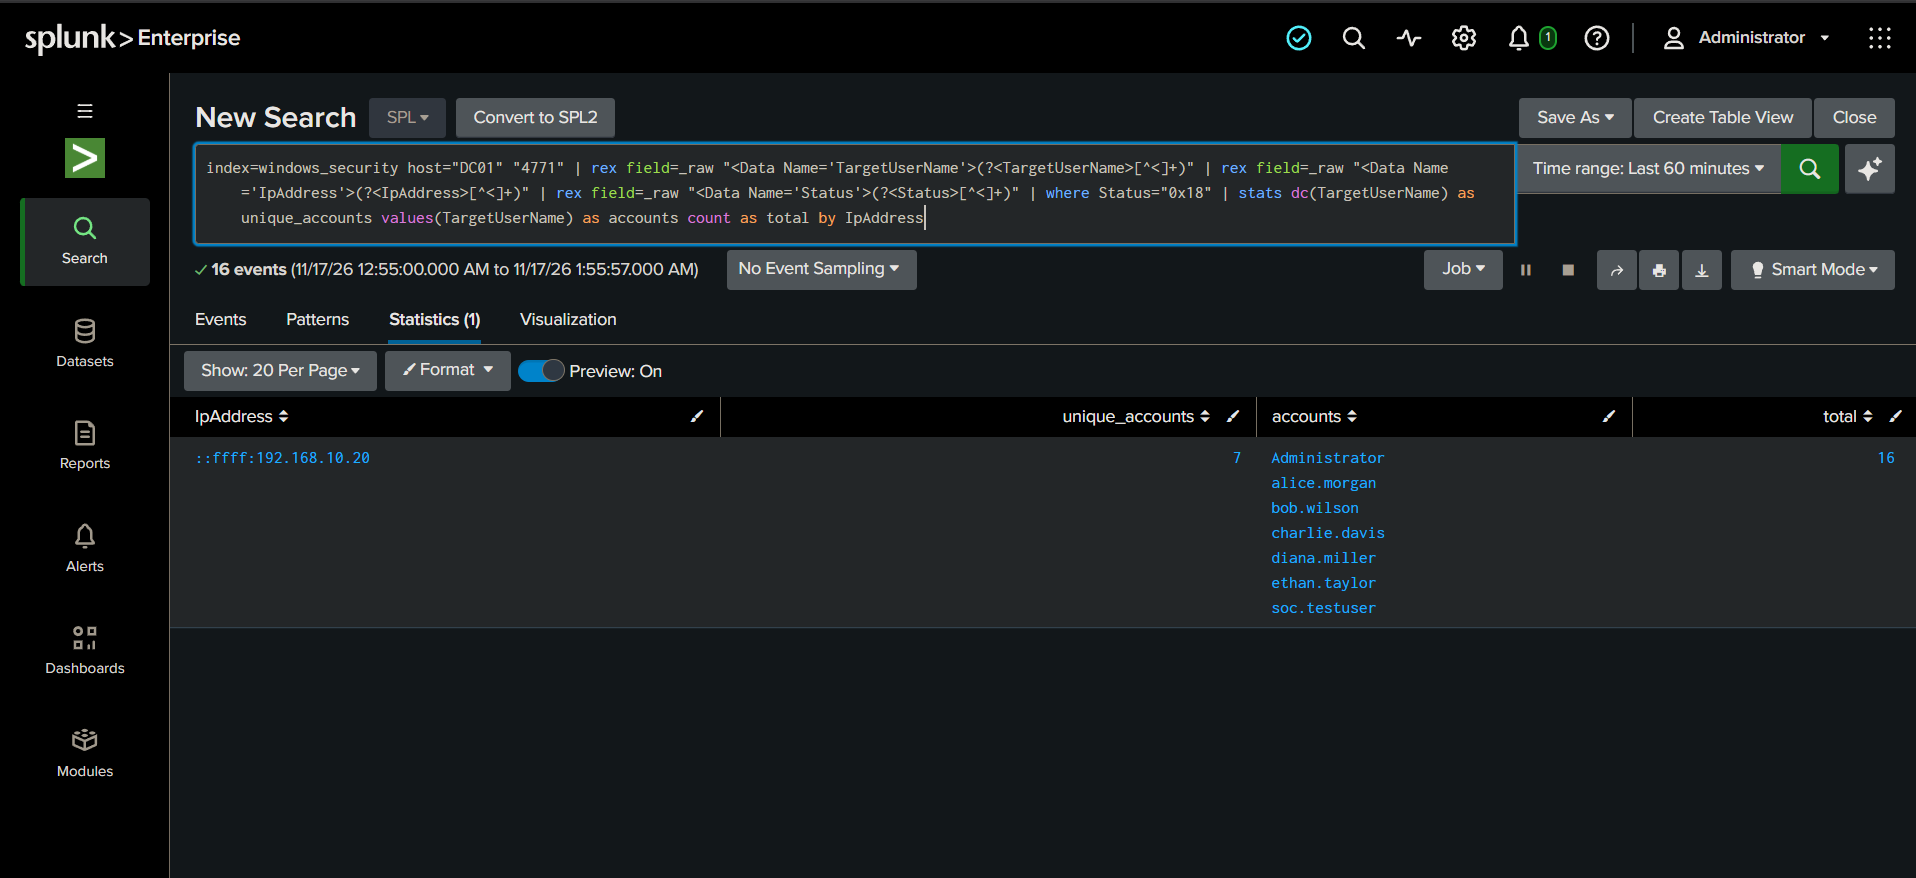 splunk> Enterprise
1
Administrator
New Search
SPL
Convert to SPL2
Save As
Create Table View
Close
index=windows_security host="DC01" "4771" | rex field=_raw "<Data Name='TargetUserName'>(?<TargetUserName>[^<]+)" | rex field=_raw "<Data Name
='IpAddress'>(?<IpAddress>[^<]+)" | rex field=_raw "<Data Name='Status'>(?<Status>[^<]+)" | where Status="0x18" | stats dc(TargetUserName) as
unique_accounts values(TargetUserName) as accounts count as total by IpAddress
Time range: Last 60 minutes
16 events (11/17/26 12:55:00.000 AM to 11/17/26 1:55:57.000 AM)
No Event Sampling
Job
Smart Mode
Events
Patterns
Statistics (1)
Visualization
Show: 20 Per Page
Format
Preview: On
IpAddress
unique_accounts
accounts
total
::ffff:192.168.10.20
7
Administrator
alice.morgan
bob.wilson
charlie.davis
diana.miller
ethan.taylor
soc.testuser
16
Search
Datasets
Reports
Alerts
Dashboards
Modules